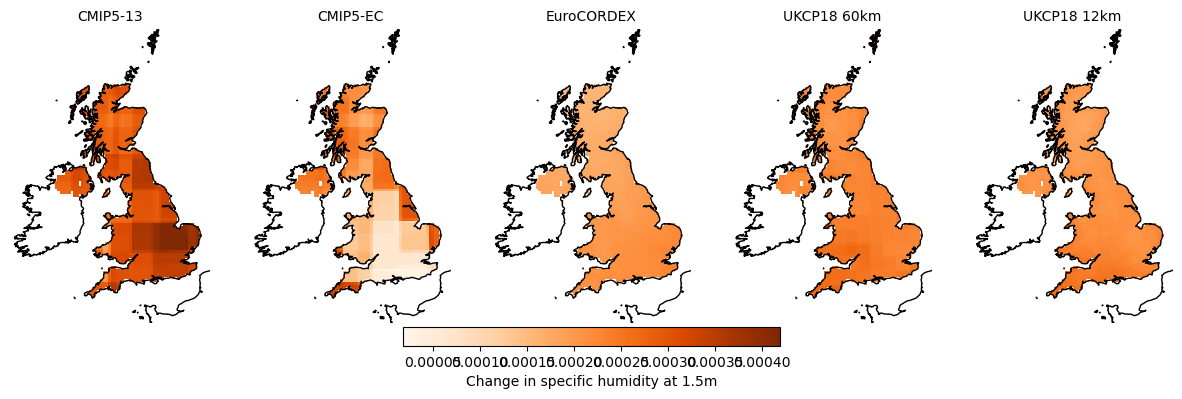 CMIP5-13 CMIP5-EC EuroCORDEX UKCP18 60km UKCP18 12km
0.00005 0.00010 0.00015 0.00020 0.00025 0.00030 0.00035 0.00040
Change in specific humidity at 1.5m